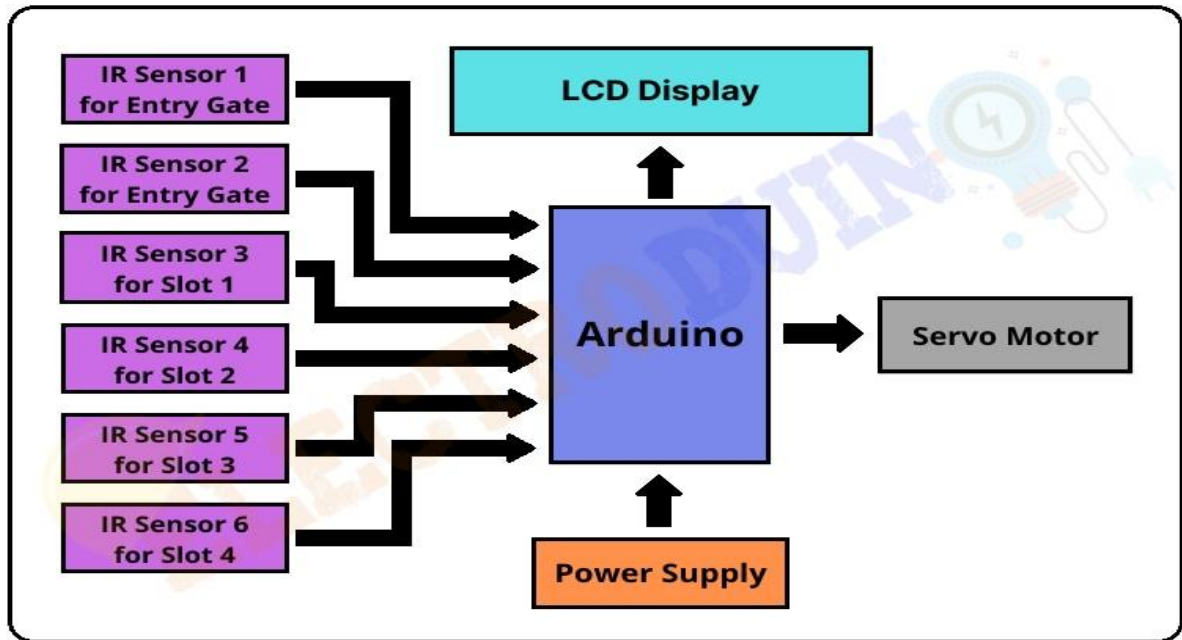 IR Sensor 1
for Entry Gate
IR Sensor 2
for Entry Gate
IR Sensor 3
for Slot 1
IR Sensor 4
for Slot 2
IR Sensor 5
for Slot 3
IR Sensor 6
for Slot 4
LCD Display
Arduino
Servo Motor
Power Supply
ELECTRODUINO